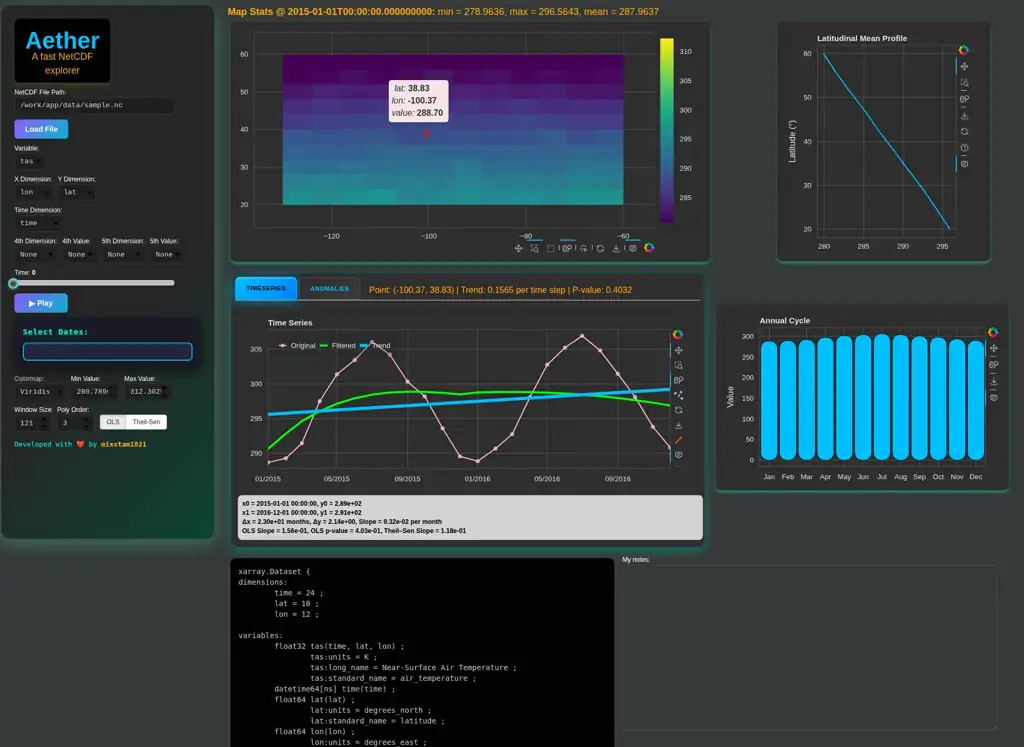 Aether
A fast NetCDF
explorer
NetCDF File Path:
/work/app/data/sample.nc
Load File
Variable:
tas
X Dimension: Y Dimension:
lon lat
Time Dimension:
time
4th Dimension: 4th Value: 5th Dimension: 5th Value:
None None None None
Time: 0
▶ Play
Select Dates:
Colormap: Min Value: Max Value:
Viridis 280.789 312.302
Window Size: Poly Order:
121 3 OLS Theil-Sen
Developed with ❤️ by mixstam1821
Map Stats @ 2015-01-01T00:00:00.000000000: min = 278.9636, max = 296.5643, mean = 287.9637
60
50
40
30
20
−120 −100 −80 −60
lat: 38.83
lon: -100.37
value: 288.70
310
305
300
295
290
285
Latitudinal Mean Profile
Latitude (°)
60
50
40
30
20
280 285 290 295
TIMESERIES ANOMALIES Point: (-100.37, 38.83) | Trend: 0.1565 per time step | P-value: 0.4032
Time Series
Original Filtered Trend
305
300
295
290
01/2015 05/2015 09/2015 01/2016 05/2016 09/2016
x0 = 2015-01-01 00:00:00, y0 = 2.89e+02
x1 = 2016-12-01 00:00:00, y1 = 2.91e+02
Δx = 2.30e+01 months, Δy = 2.14e+00, Slope = 9.32e-02 per month
OLS Slope = 1.56e-01, OLS p-value = 4.03e-01, Theil–Sen Slope = 1.18e-01
Annual Cycle
Value
300
250
200
150
100
50
0
Jan Feb Mar Apr May Jun Jul Aug Sep Oct Nov Dec
xarray.Dataset {
dimensions:
time = 24 ;
lat = 10 ;
lon = 12 ;
variables:
float32 tas(time, lat, lon) ;
tas:units = K ;
tas:long_name = Near-Surface Air Temperature ;
tas:standard_name = air_temperature ;
datetime64[ns] time(time) ;
float64 lat(lat) ;
lat:units = degrees_north ;
lat:standard_name = latitude ;
float64 lon(lon) ;
lon:units = degrees_east ;
My notes: